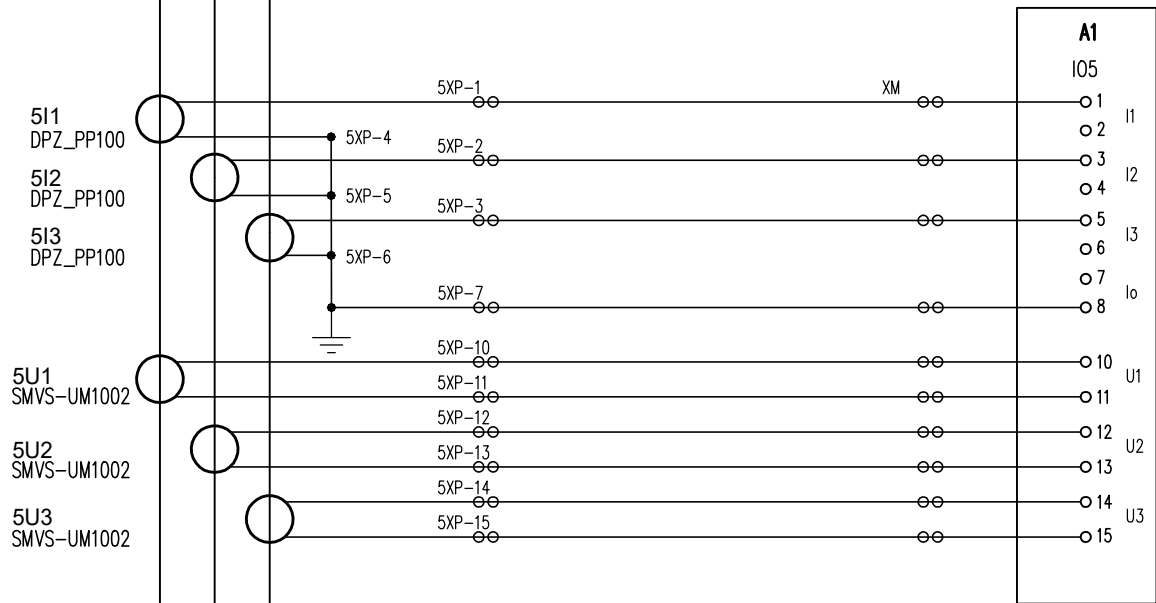 A1
IO5
5XP-1
XM
1
I1
5I1
DPZ_PP100
5XP-4
2
5XP-2
3
5I2
DPZ_PP100
I2
5XP-5
4
5XP-3
5
5I3
DPZ_PP100
I3
5XP-6
6
7
5XP-7
Io
8
5XP-10
10
5U1
SMVS-UM1002
U1
5XP-11
11
5XP-12
12
5U2
SMVS-UM1002
U2
5XP-13
13
5XP-14
14
5U3
SMVS-UM1002
U3
5XP-15
15